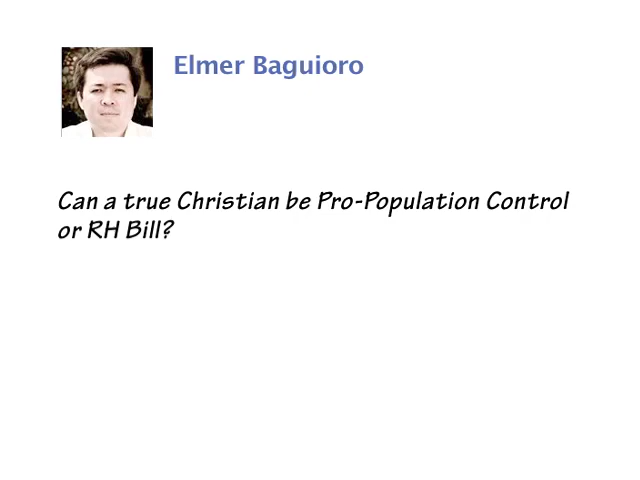 Elmer Baguioro
Can a true Christian be Pro-Population Control
or RH Bill?